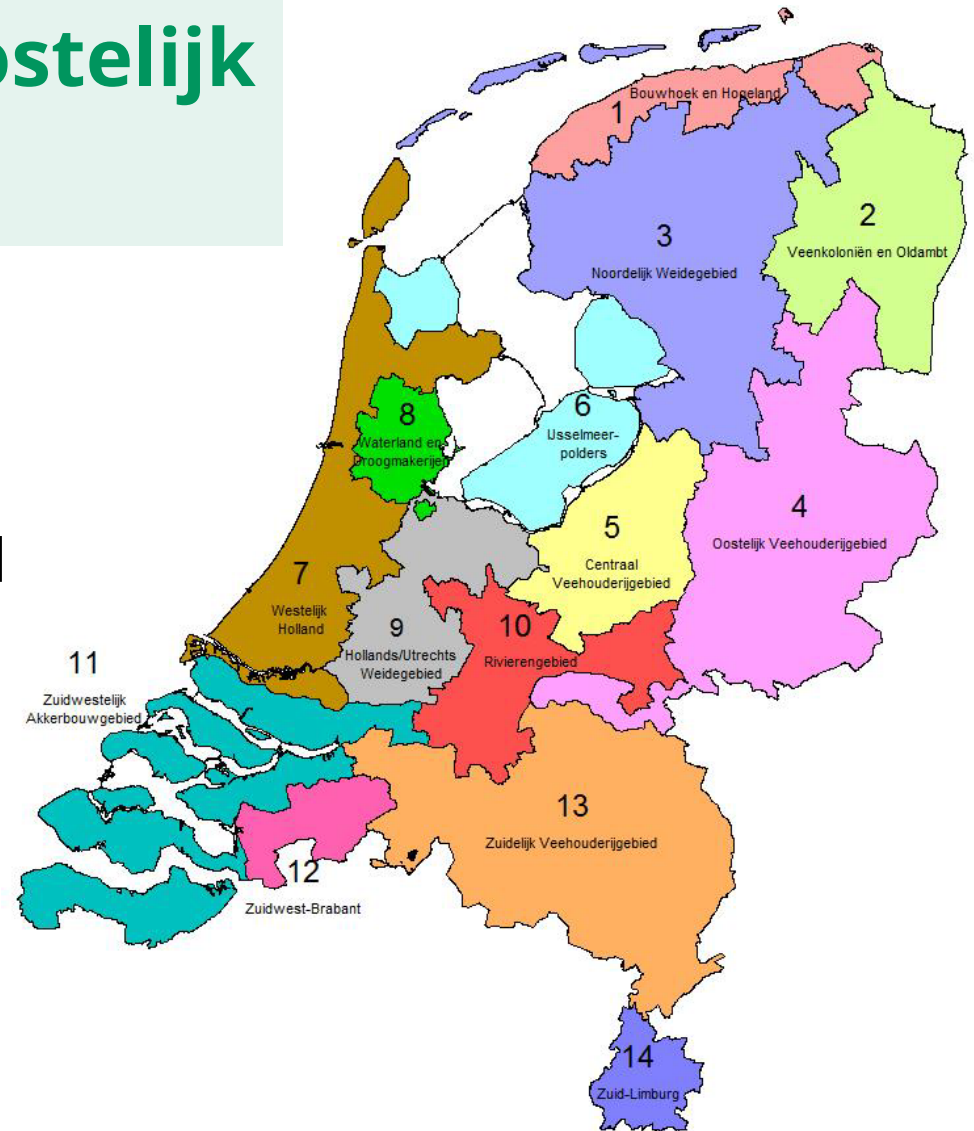 ostelijk
Bouwhoek en Hogeland
1
2
Veenkoloniën en Oldambt
3
Noordelijk Weidegebied
8
Waterland en
Droogmakerijen
6
IJsselmeer-
polders
4
Oostelijk Veehouderijgebied
5
Centraal
Veehouderijgebied
7
Westelijk
Holland
9
Hollands/Utrechts
Weidegebied
10
Rivierengebied
11
Zuidwestelijk
Akkerbouwgebied
13
Zuidelijk Veehouderijgebied
12
Zuidwest-Brabant
14
Zuid-Limburg